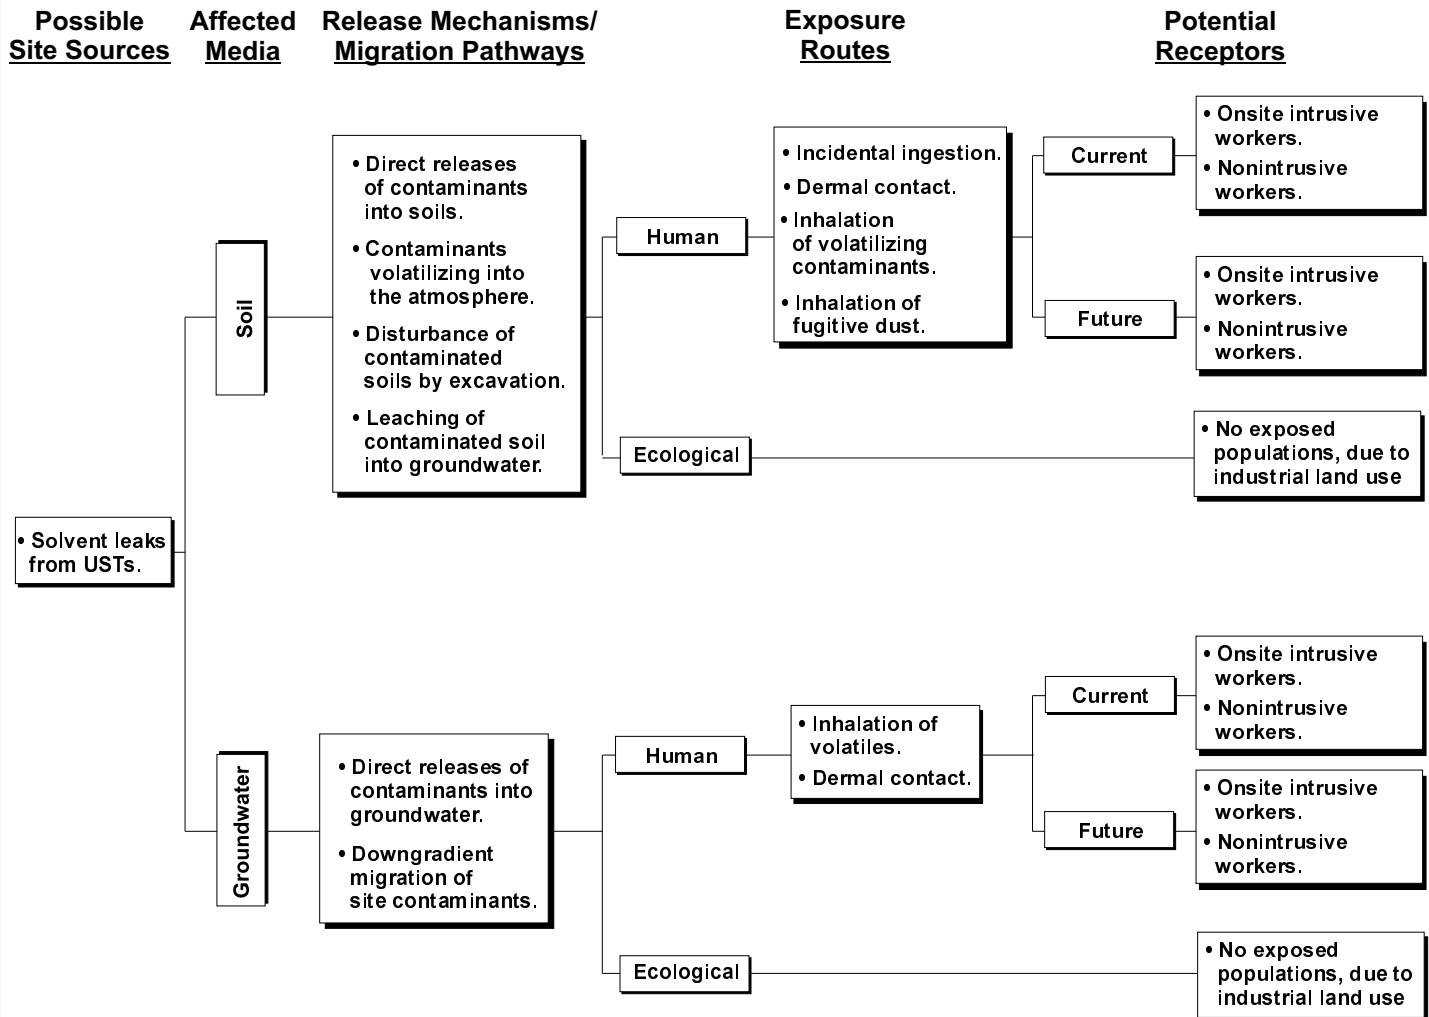 Possible
Site Sources
Affected
Media
Release Mechanisms/
Migration Pathways
Exposure
Routes
Potential
Receptors
• Solvent leaks
from USTs.
Soil
• Direct releases
of contaminants
into soils.
• Contaminants
volatilizing into
the atmosphere.
• Disturbance of
contaminated
soils by excavation.
• Leaching of
contaminated soil
into groundwater.
Human
• Incidental ingestion.
• Dermal contact.
• Inhalation
of volatilizing
contaminants.
• Inhalation of
fugitive dust.
Current
• Onsite intrusive
workers.
• Nonintrusive
workers.
Future
• Onsite intrusive
workers.
• Nonintrusive
workers.
Ecological
• No exposed
populations, due to
industrial land use
Groundwater
• Direct releases of
contaminants into
groundwater.
• Downgradient
migration of
site contaminants.
Human
• Inhalation of
volatiles.
• Dermal contact.
Current
• Onsite intrusive
workers.
• Nonintrusive
workers.
Future
• Onsite intrusive
workers.
• Nonintrusive
workers.
Ecological
• No exposed
populations, due to
industrial land use